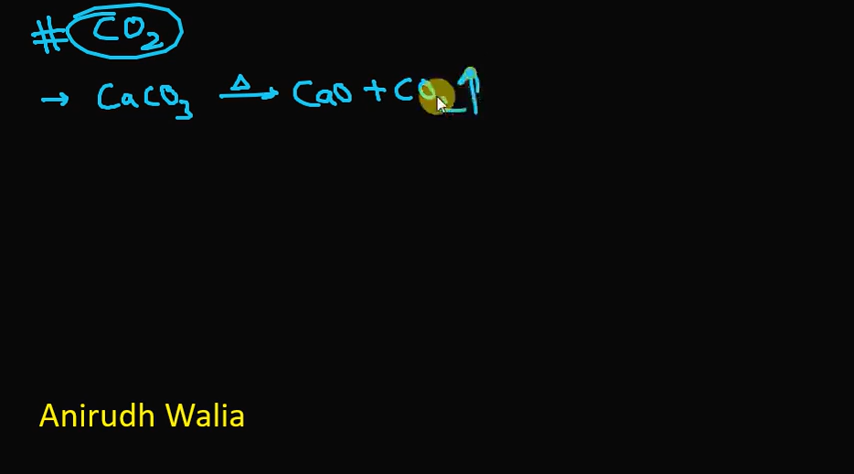 # CO2
→ CaCO3 Δ→ CaO + CO2 ↑
Anirudh Walia